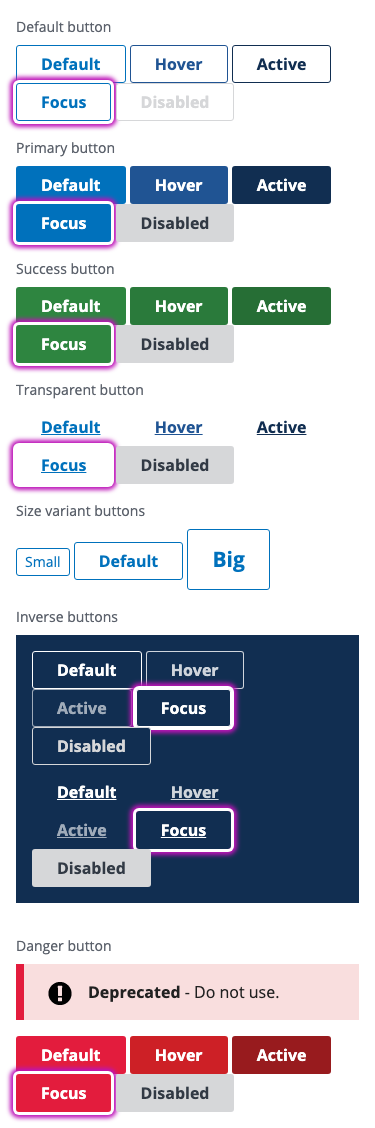 Default button
Default Hover Active
Focus Disabled
Primary button
Default Hover Active
Focus Disabled
Success button
Default Hover Active
Focus Disabled
Transparent button
Default Hover Active
Focus Disabled
Size variant buttons
Small Default Big
Inverse buttons
Default Hover
Active Focus
Disabled
Default Hover
Active Focus
Disabled
Danger button
Deprecated - Do not use.
Default Hover Active
Focus Disabled